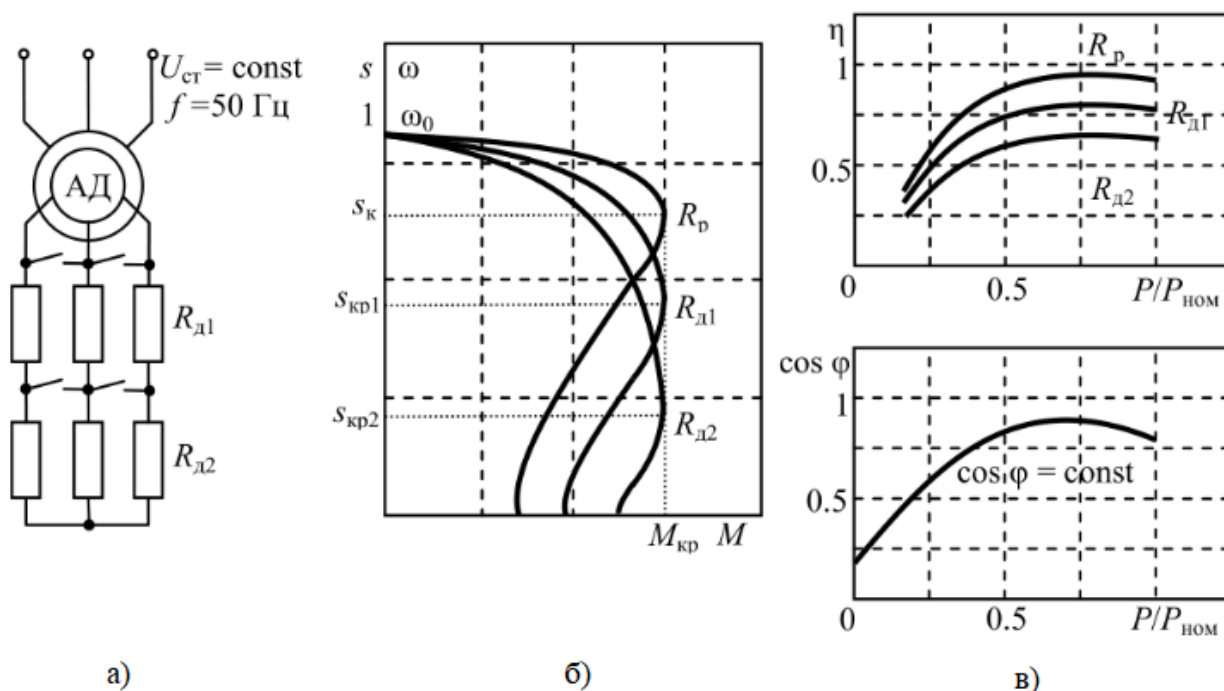 U_ст = const
f = 50 Гц
АД
R_д1
R_д2
а)
s ω
1 ω_0
s_к
R_р
s_кр1
R_д1
s_кр2
R_д2
M_кр M
б)
η
R_р
1
R_д1
0.5
R_д2
0 0.5 P/P_ном
cos φ
1
cos φ = const
0.5
0 0.5 P/P_ном
в)